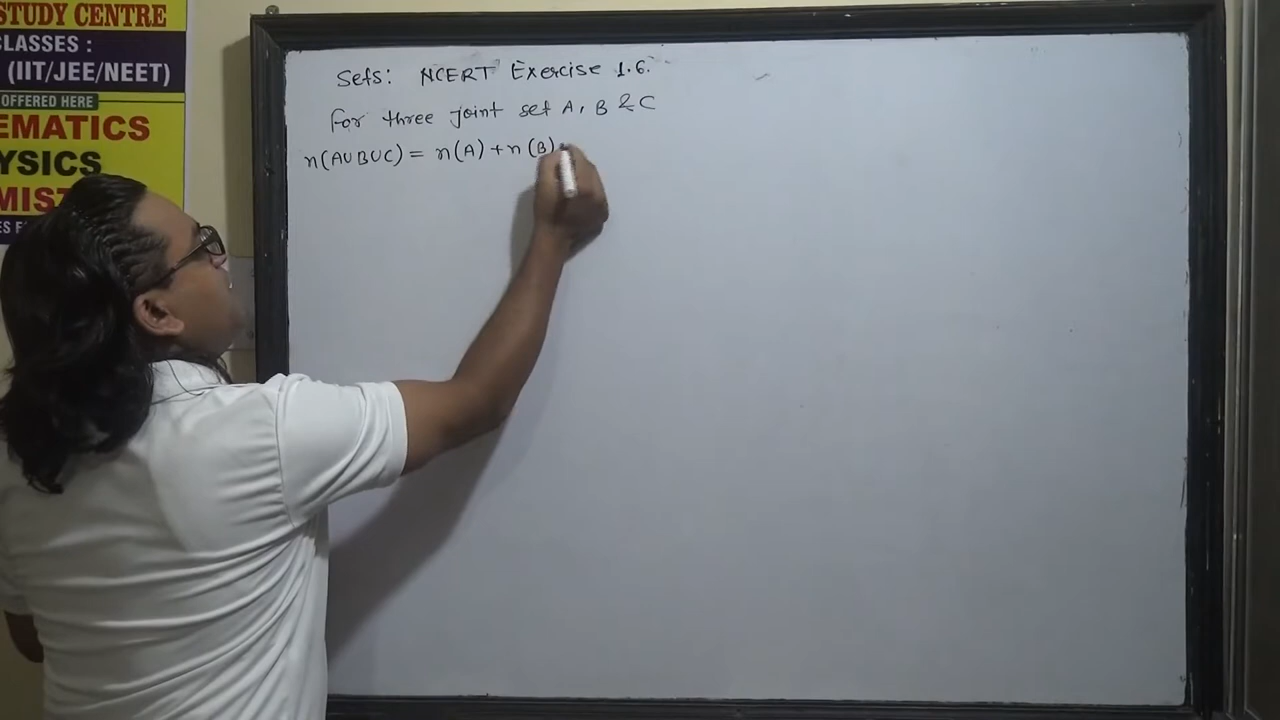 STUDY CENTRE
CLASSES :
(IIT/JEE/NEET)
OFFERED HERE
EMATICS
YSICS
MIST
ES F
Sets: NCERT Exercise 1.6.
For three joint set A, B & C
n(A∪B∪C) = n(A) + n(B) +